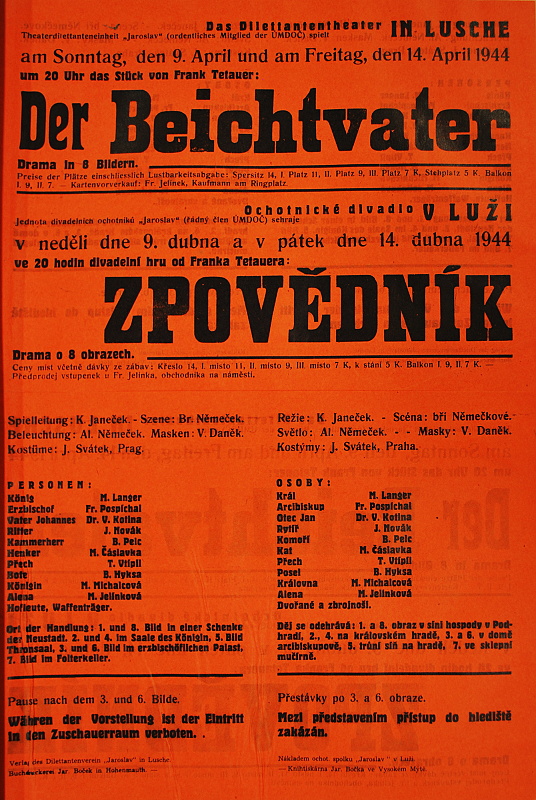 Das Dilettantentheater IN LUSCHE
Theaterdilettanteneinheit „Jaroslav" (ordentliches Mitglied der ÚMDOČ) spielt
am Sonntag, den 9. April und am Freitag, den 14. April 1944
um 20 Uhr das Stück von Frank Tetauer:
Der Beichtvater
Drama in 8 Bildern.
Preise der Plätze einschliesslich Lustbarkeitsabgabe: Spersitz 14, I. Platz 11, II. Platz 9, III. Platz 7 K, Stehplatz 5 K. Balkon
I. 9, II. 7. — Kartenvorverkauf: Fr. Jelínek, Kaufmann am Ringplatz.
Ochotnické divadlo V LUŽI
Jednota divadelních ochotníků „Jaroslav" (řádný člen ÚMDOČ) sehraje
v neděli dne 9. dubna a v pátek dne 14. dubna 1944
ve 20 hodin divadelní hru od Franka Tetauera:
ZPOVĚDNÍK
Drama o 8 obrazech.
Ceny míst včetně dávky ze zábav: Křeslo 14, I. místo 11, II. místo 9, III. místo 7 K, k stání 5 K. Balkon I. 9, II. 7 K. —
Předprodej vstupenek u Fr. Jelínka, obchodníka na náměstí.
Spielleitung: K. Janeček. - Szene: Br. Němeček.
Beleuchtung: Al. Němeček. Masken: V. Daněk.
Kostüme: J. Svátek, Prag.
PERSONEN:
König M. Langer
Erzbischof Fr. Pospíchal
Vater Johannes Dr. V. Kotina
Ritter J. Novák
Kammerherr B. Peic
Henker M. Čáslavka
Přech T. Vtípil
Bote B. Hyksa
Königin M. Michalcová
Alena M. Jelínková
Hofleute, Waffenträger.
Ort der Handlung: 1. und 8. Bild in einer Schenke
der Neustadt. 2. und 4. im Saale des Königin, 5. Bild
Thronsaal, 3. und 6. Bild im erzbischöflichen Palast,
7. Bild im Folterkeller.
Pause nach dem 3. und 6. Bilde.
Währen der Vorstellung ist der Eintritt
in den Zuschauerraum verboten. .
Verlag des Dilettantenverein „Jaroslav" in Lusche.
Buchdruckerei Jar. Boček in Hohenmauth. —
Režie: K. Janeček. - Scéna: bří Němečkové.
Světlo: Al. Němeček. - - Masky: V. Daněk.
Kostýmy: J. Svátek, Praha.
OSOBY:
Král M. Langer
Arcibiskup Fr. Pospíchal
Otec Jan Dr. V. Kotina
Rytíř J. Novák
Komoří B. Peic
Kat M. Čáslavka
Přech T. Vtípil
Posel B. Hyksa
Královna M. Michalcová
Alena M. Jelínková
Dvořané a zbrojnoši.
Děj se odehrává: 1. a 8. obraz v síni hospody v Pod-
hradí, 2., 4. na královském hradě, 3. a 6. v domě
arcibiskupově, 5. trůní síň na hradě, 7. ve sklepní
mučírně.
Přestávky po 3. a 6. obraze.
Mezi představením přístup do hlediště
zakázán.
Nákladem ochot. spolku „Jaroslav" v Luži.
—Knihtiskárna Jar. Bočka ve Vysokém Mýtě.